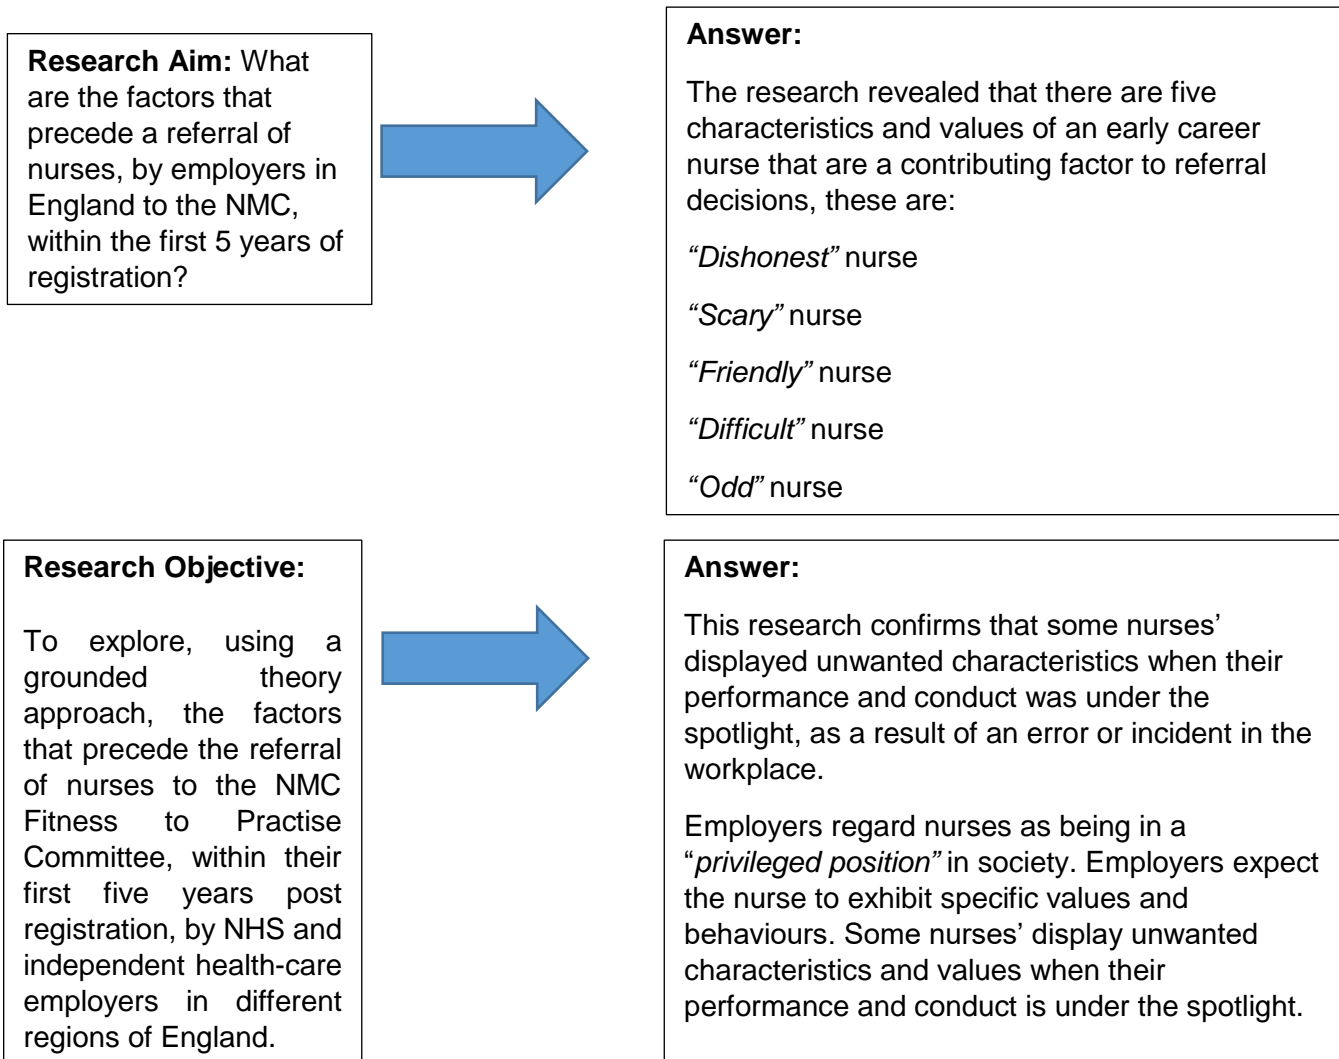 Research Aim: What
are the factors that
precede a referral of
nurses, by employers in
England to the NMC,
within the first 5 years of
registration?
Answer:
The research revealed that there are five
characteristics and values of an early career
nurse that are a contributing factor to referral
decisions, these are:
“Dishonest” nurse
“Scary” nurse
“Friendly” nurse
“Difficult” nurse
“Odd” nurse
Research Objective:
To explore, using a
grounded theory
approach, the factors
that precede the referral
of nurses to the NMC
Fitness to Practise
Committee, within their
first five years post
registration, by NHS and
independent health-care
employers in different
regions of England.
Answer:
This research confirms that some nurses’
displayed unwanted characteristics when their
performance and conduct was under the
spotlight, as a result of an error or incident in the
workplace.
Employers regard nurses as being in a
“privileged position” in society. Employers expect
the nurse to exhibit specific values and
behaviours. Some nurses’ display unwanted
characteristics and values when their
performance and conduct is under the spotlight.